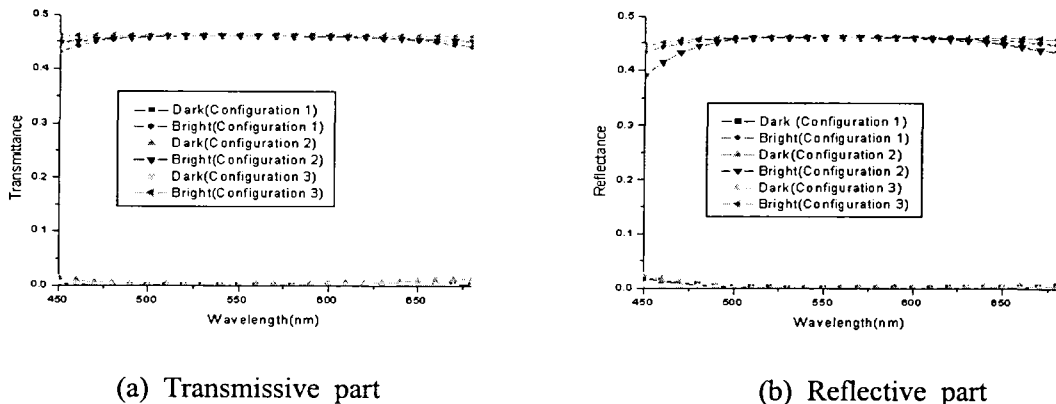 0.5
0.4
0.3
0.2
0.1
0.0
Transmittance
Dark(Configuration 1)
Bright(Configuration 1)
Dark(Configuration 2)
Bright(Configuration 2)
Dark(Configuration 3)
Bright(Configuration 3)
450 500 550 600 650
Wavelength(nm)
(a) Transmissive part
0.5
0.4
0.3
0.2
0.1
0.0
Reflectance
Dark (Configuration 1)
Bright(Configuration 1)
Dark(Configuration 2)
Bright(Configuration 2)
Dark(Configuration 3)
Bright(Configuration 3)
450 500 550 600 650
Wavelength(nm)
(b) Reflective part